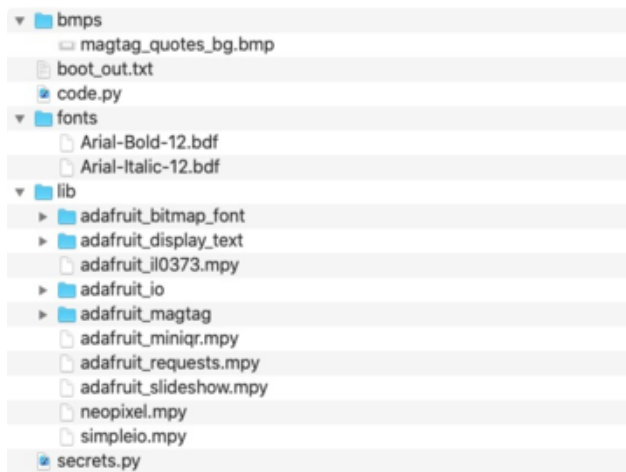 bmps
magtag_quotes_bg.bmp
boot_out.txt
code.py
fonts
Arial-Bold-12.bdf
Arial-Italic-12.bdf
lib
adafruit_bitmap_font
adafruit_display_text
adafruit_il0373.mpy
adafruit_io
adafruit_magtag
adafruit_miniqr.mpy
adafruit_requests.mpy
adafruit_slideshow.mpy
neopixel.mpy
simpleio.mpy
secrets.py